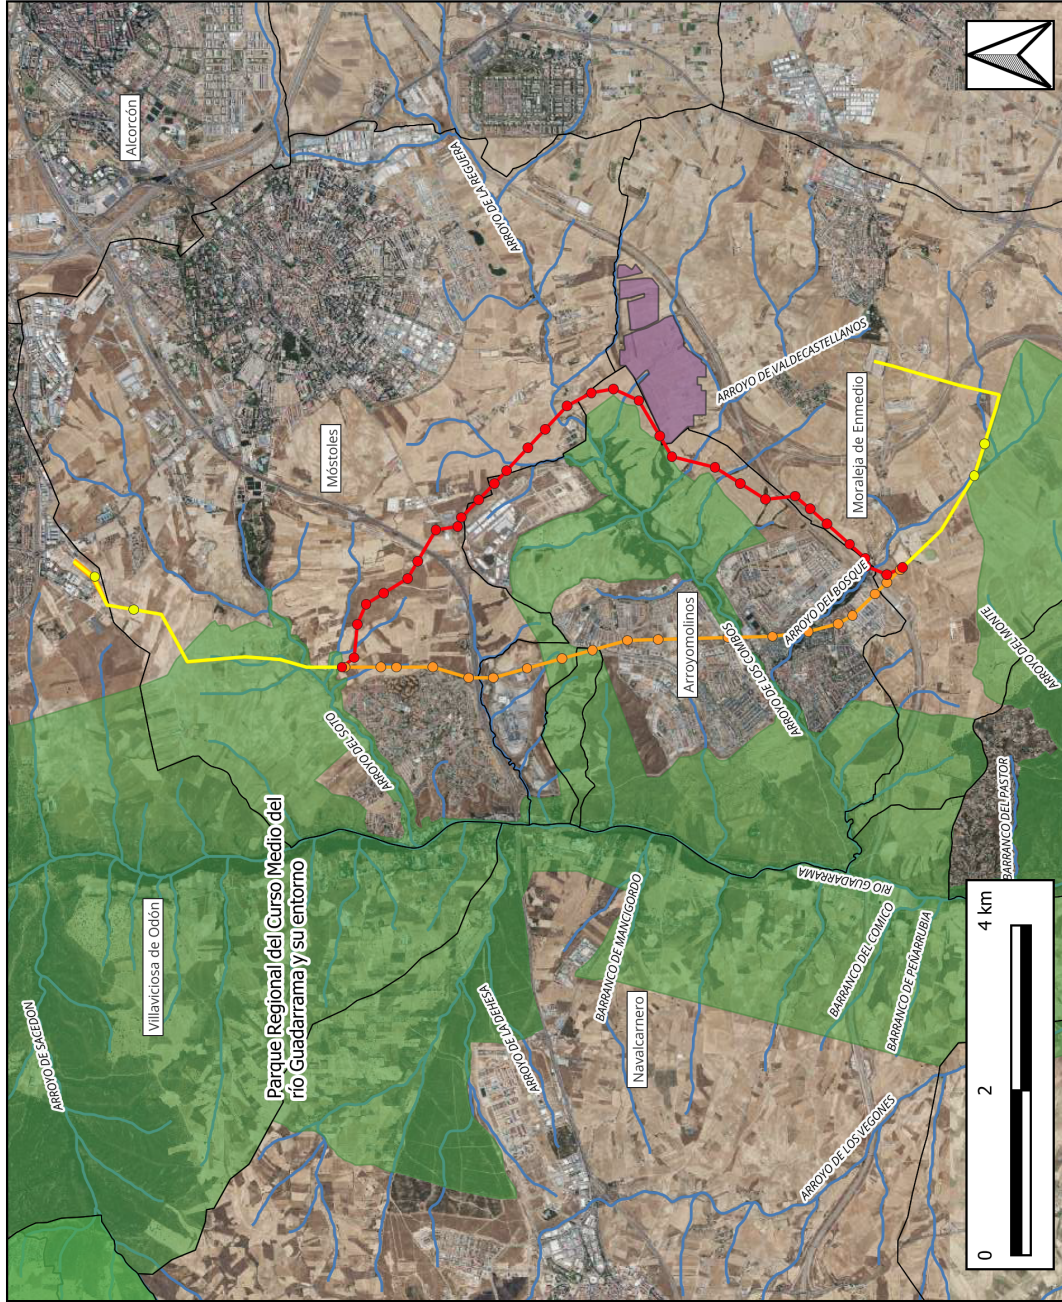 Alcorcón
ARROYO DE LA REGUERA
Móstoles
ARROYO DE VALDECASTELLANOS
Moraleja de Enmedio
ARROYO DEL BOSQUE
Arroyomolinos
ARROYO DE LOS COMBOS
ARROYO DEL MONTE
ARROYO DEL SOTO
BARRANCO DEL PASTOR
Parque Regional del Curso Medio del
río Guadarrama y su entorno
RIO GUADARRAMA
Villaviciosa de Odón
BARRANCO DE MANCIGORDO
BARRANCO DEL COMICO
BARRANCO DE PEÑARRUBIA
ARROYO DE SACEDON
ARROYO DE LA DEHESA
Navalcarnero
ARROYO DE LOS VEGONES
0 2 4 km